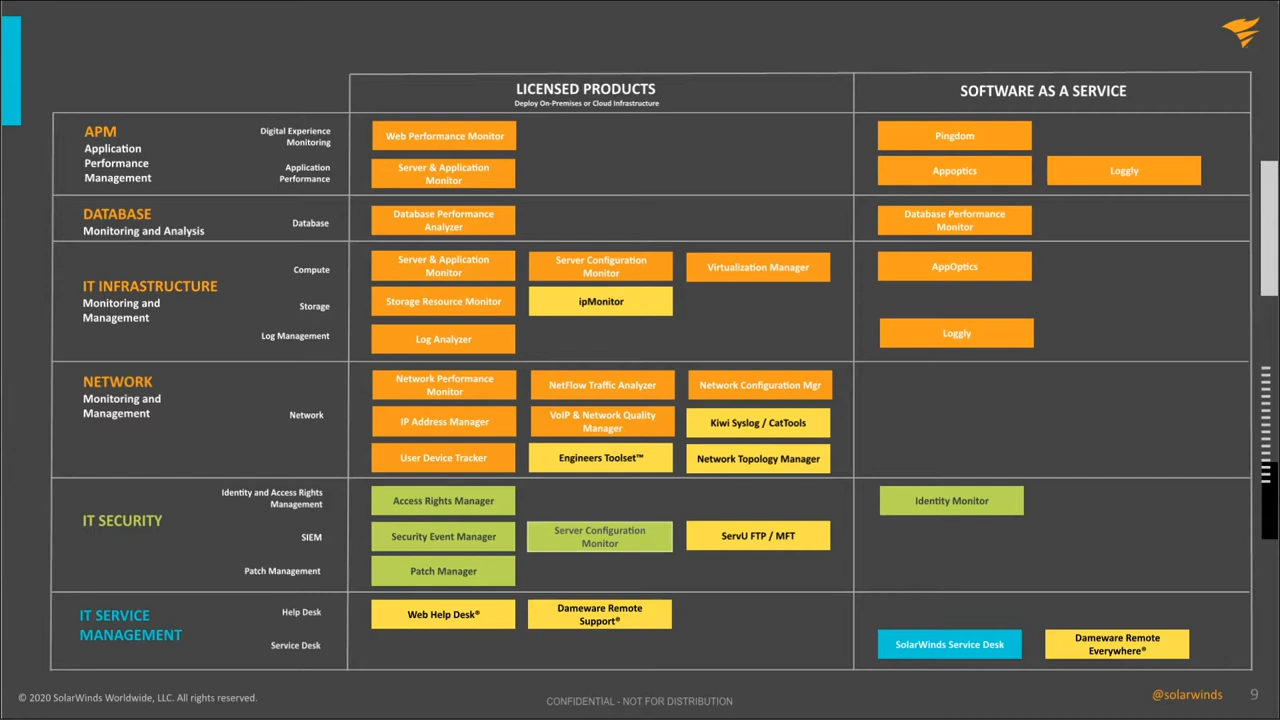 LICENSED PRODUCTS
Deploy On-Premises or Cloud Infrastructure
SOFTWARE AS A SERVICE
APM
Application
Performance
Management
Digital Experience
Monitoring
Application
Performance
Web Performance Monitor
Server & Application
Monitor
Pingdom
Appoptics
Loggly
DATABASE
Monitoring and Analysis
Database
Database Performance
Analyzer
Database Performance
Monitor
IT INFRASTRUCTURE
Monitoring and
Management
Compute
Storage
Log Management
Server & Application
Monitor
Server Configuration
Monitor
Virtualization Manager
Storage Resource Monitor
ipMonitor
Log Analyzer
AppOptics
Loggly
NETWORK
Monitoring and
Management
Network
Network Performance
Monitor
NetFlow Traffic Analyzer
Network Configuration Mgr
IP Address Manager
VoIP & Network Quality
Manager
Kiwi Syslog / CatTools
User Device Tracker
Engineers Toolset™
Network Topology Manager
IT SECURITY
Identity and Access Rights
Management
SIEM
Patch Management
Access Rights Manager
Security Event Manager
Server Configuration
Monitor
ServU FTP / MFT
Patch Manager
Identity Monitor
IT SERVICE
MANAGEMENT
Help Desk
Service Desk
Web Help Desk®
Dameware Remote
Support®
SolarWinds Service Desk
Dameware Remote
Everywhere®
© 2020 SolarWinds Worldwide, LLC. All rights reserved.
CONFIDENTIAL - NOT FOR DISTRIBUTION
@solarwinds
9